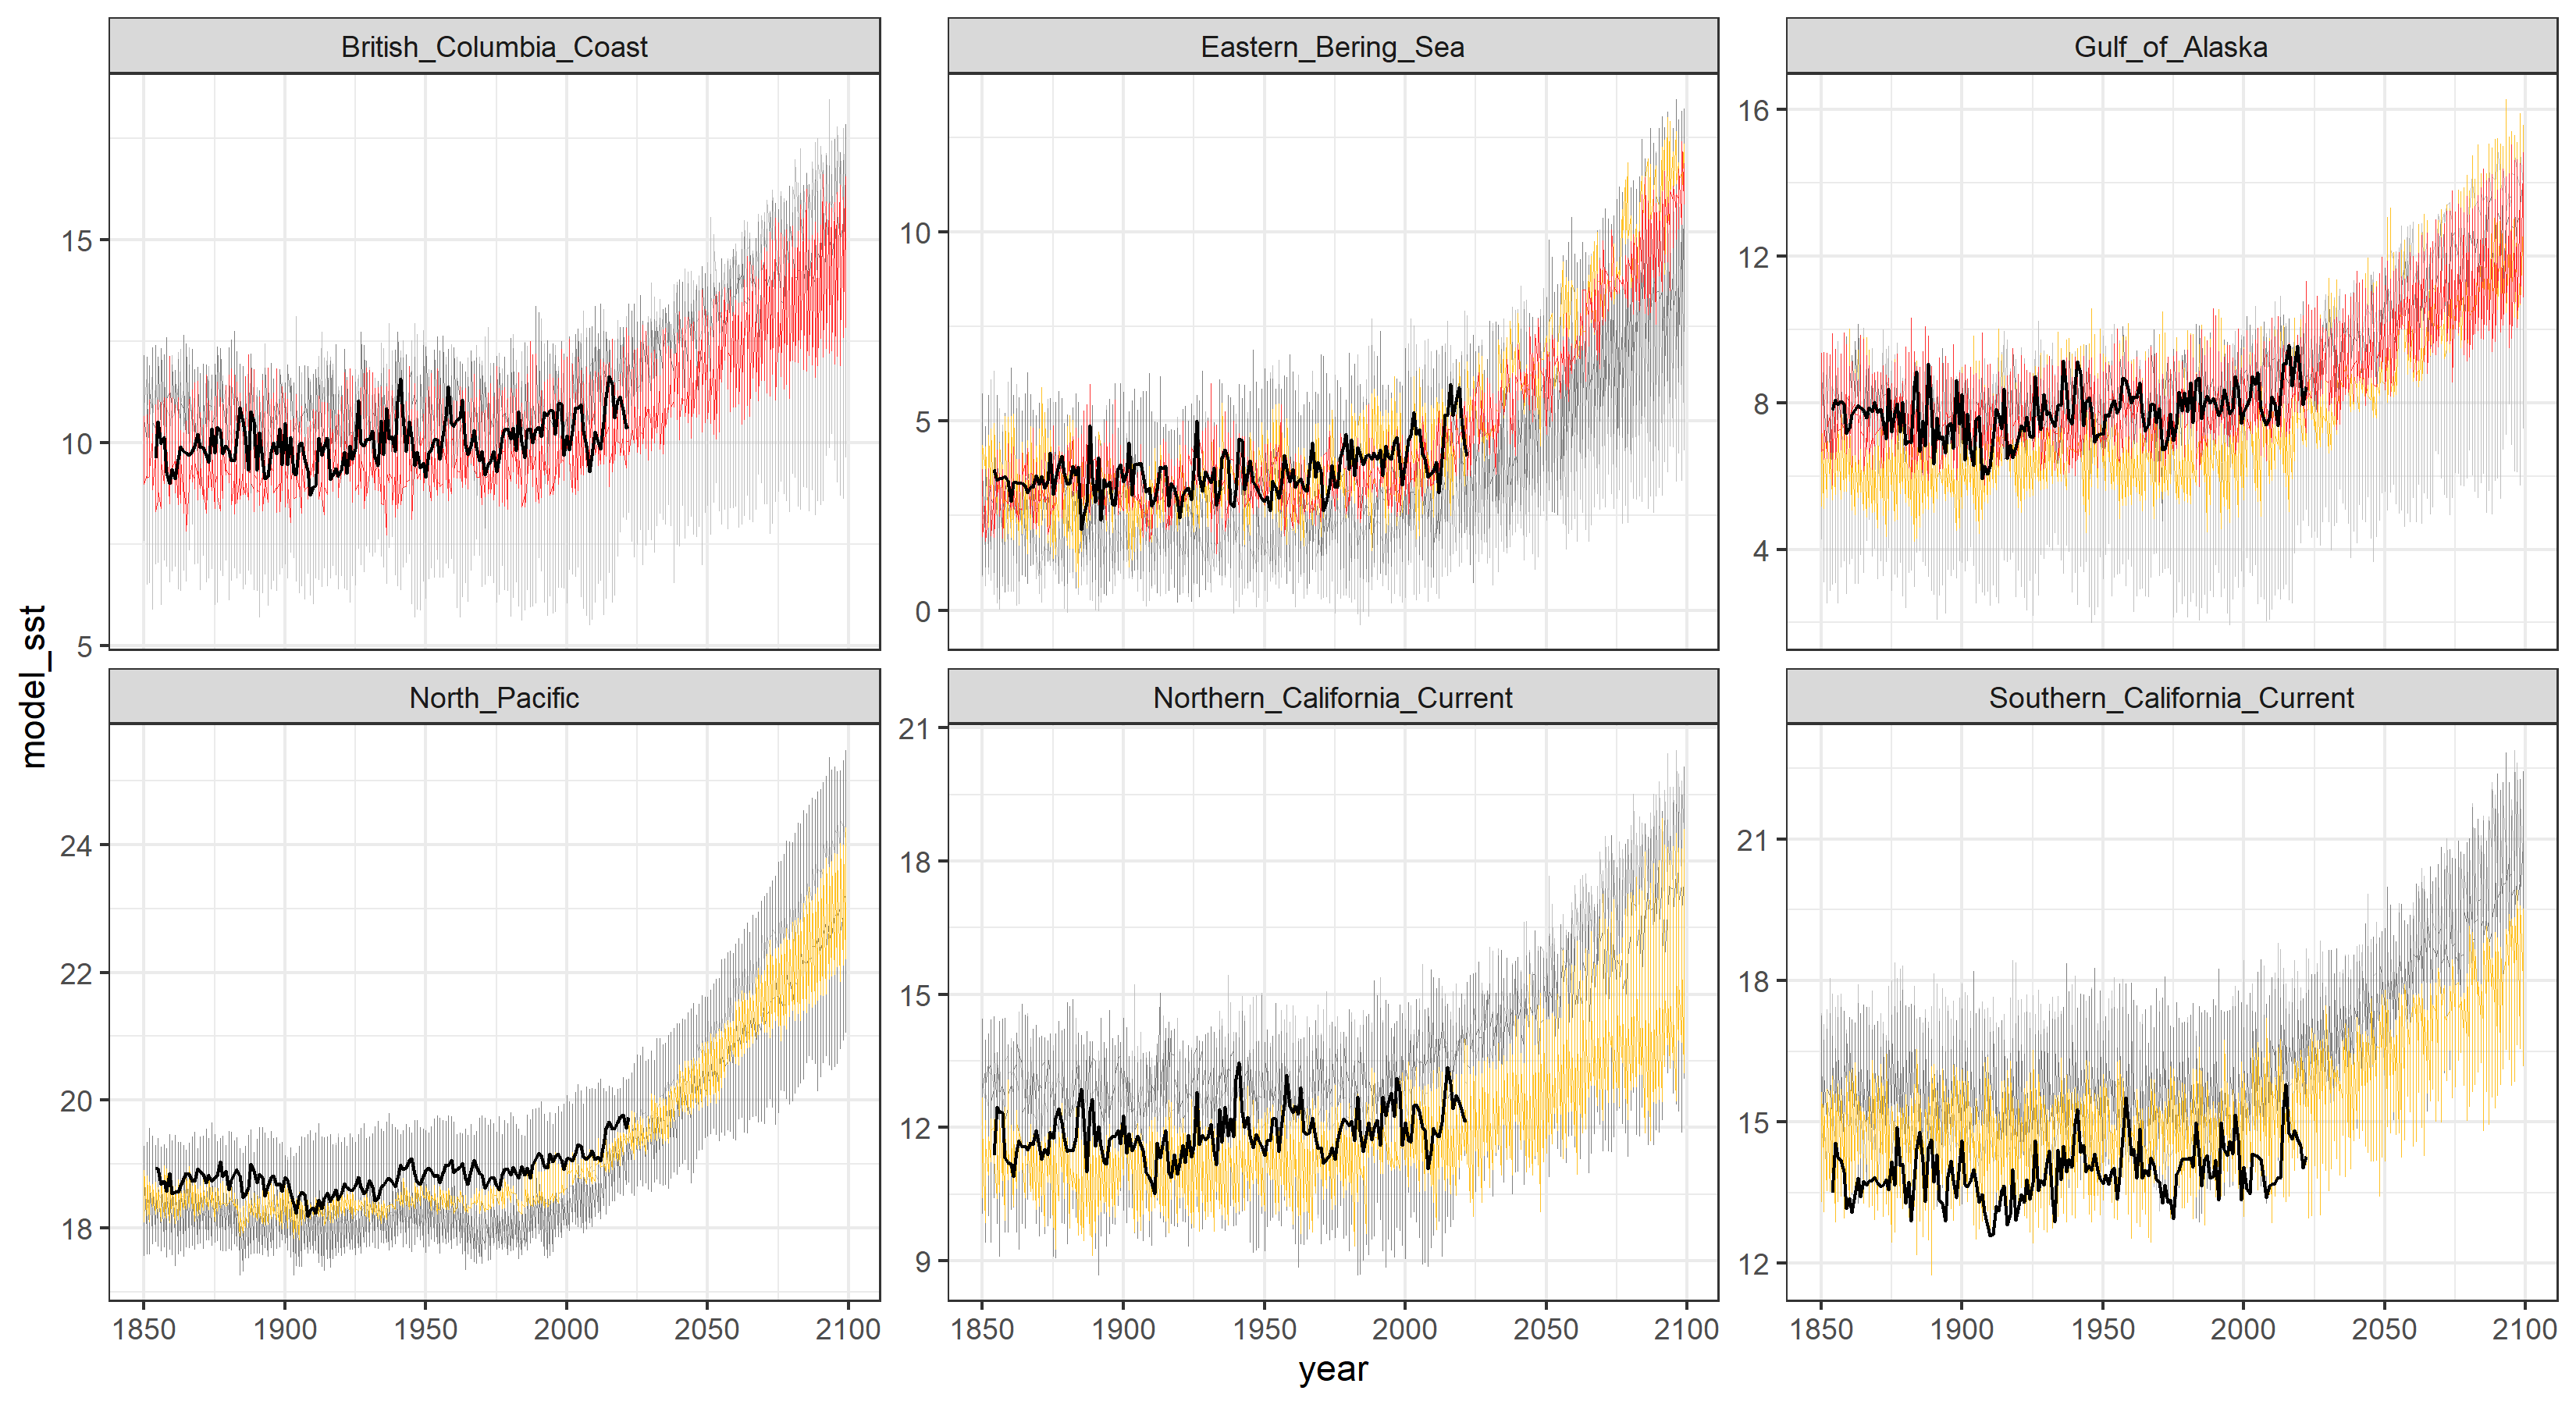 British_Columbia_Coast
Eastern_Bering_Sea
Gulf_of_Alaska
15
10
5
10
5
0
16
12
8
4
model_sst
North_Pacific
Northern_California_Current
Southern_California_Current
24
22
20
18
21
18
15
12
9
21
18
15
12
1850 1900 1950 2000 2050 2100
1850 1900 1950 2000 2050 2100
1850 1900 1950 2000 2050 2100
year